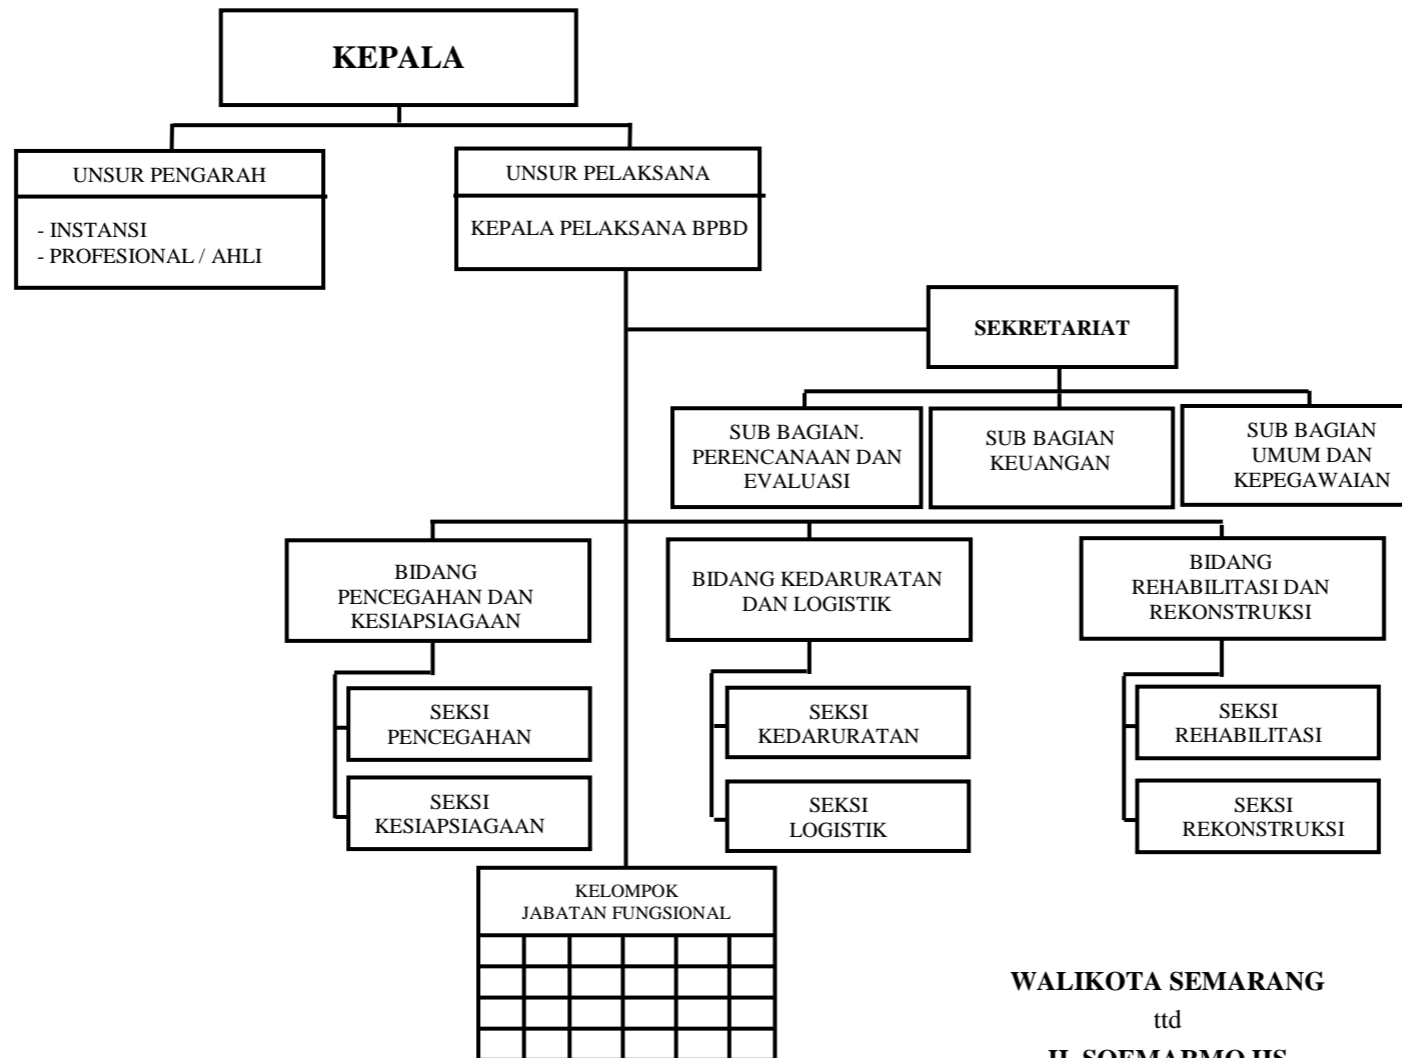 KEPALA
UNSUR PENGARAH
- INSTANSI
- PROFESIONAL / AHLI
UNSUR PELAKSANA
KEPALA PELAKSANA BPBD
SEKRETARIAT
SUB BAGIAN.
PERENCANAAN DAN
EVALUASI
SUB BAGIAN
KEUANGAN
SUB BAGIAN
UMUM DAN
KEPEGAWAIAN
BIDANG
PENCEGAHAN DAN
KESIAPSIAGAAN
BIDANG KEDARURATAN
DAN LOGISTIK
BIDANG
REHABILITASI DAN
REKONSTRUKSI
SEKSI
PENCEGAHAN
SEKSI
KESIAPSIAGAAN
SEKSI
KEDARURATAN
SEKSI
LOGISTIK
SEKSI
REHABILITASI
SEKSI
REKONSTRUKSI
KELOMPOK
JABATAN FUNGSIONAL
WALIKOTA SEMARANG
ttd
SOEMARMO HS